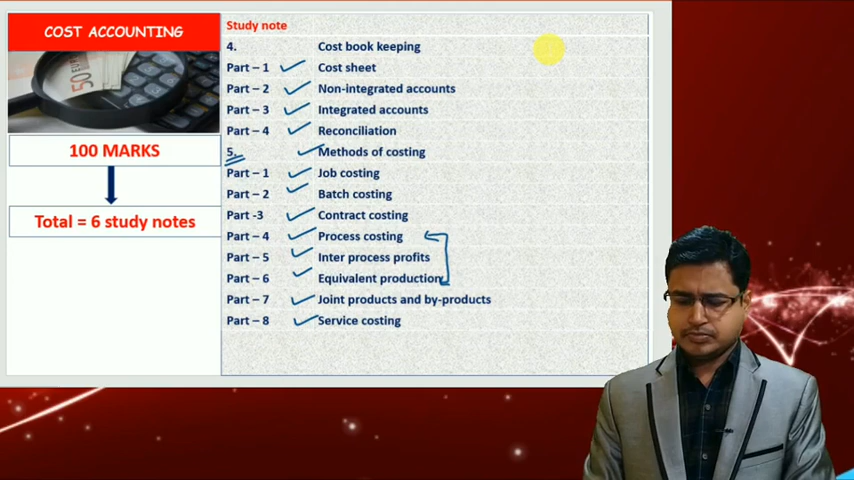 COST ACCOUNTING
100 MARKS
Total = 6 study notes
Study note
4. Cost book keeping
Part – 1 Cost sheet
Part – 2 Non-integrated accounts
Part – 3 Integrated accounts
Part – 4 Reconciliation
5. Methods of costing
Part – 1 Job costing
Part – 2 Batch costing
Part -3 Contract costing
Part – 4 Process costing
Part – 5 Inter process profits
Part – 6 Equivalent production
Part – 7 Joint products and by-products
Part – 8 Service costing